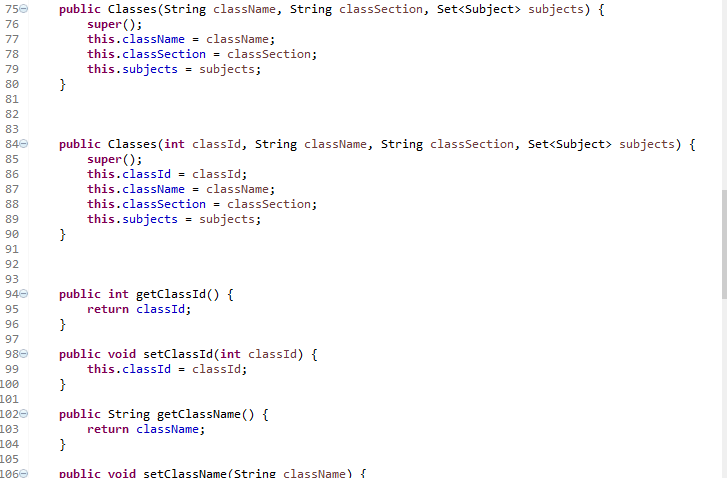 75 public Classes(String className, String classSection, Set<Subject> subjects) {
76 super();
77 this.className = className;
78 this.classSection = classSection;
79 this.subjects = subjects;
80 }
81
82
83
84 public Classes(int classId, String className, String classSection, Set<Subject> subjects) {
85 super();
86 this.classId = classId;
87 this.className = className;
88 this.classSection = classSection;
89 this.subjects = subjects;
90 }
91
92
93
94 public int getClassId() {
95 return classId;
96 }
97
98 public void setClassId(int classId) {
99 this.classId = classId;
100 }
101
102 public String getClassName() {
103 return className;
104 }
105
106 public void setClassName(String className) {